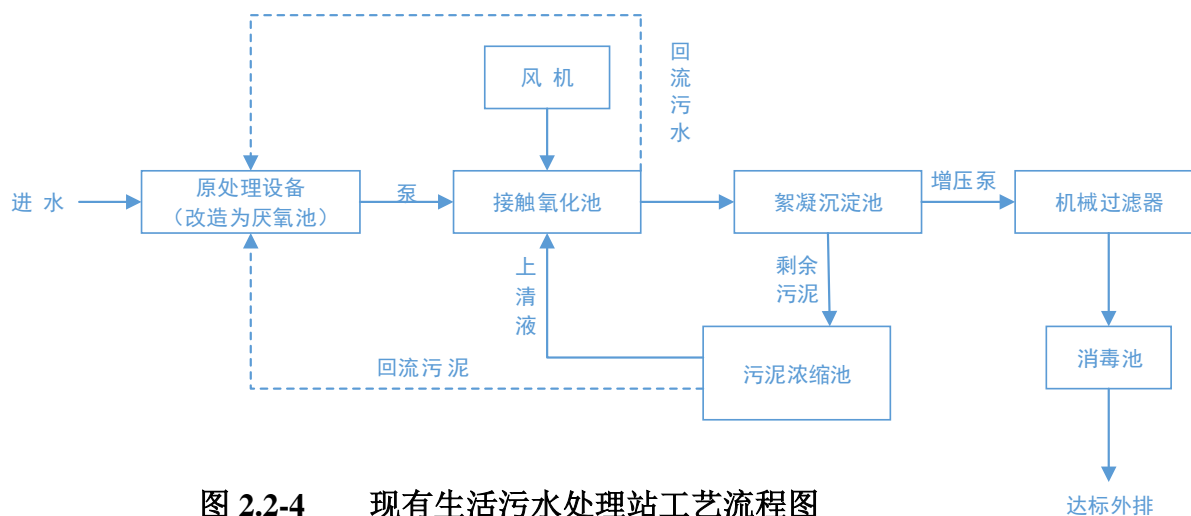 回流污水
风 机
进 水
原处理设备
（改造为厌氧池）
泵
接触氧化池
絮凝沉淀池
增压泵
机械过滤器
上清液
剩余
污泥
回流污泥
污泥浓缩池
消毒池
达标外排
图 2.2-4 现有生活污水处理站工艺流程图